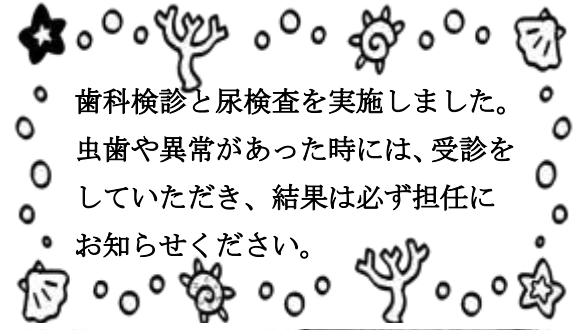 歯科検診と尿検査を実施しました。
虫歯や異常があった時には、受診を
していただき、結果は必ず担任に
お知らせください。